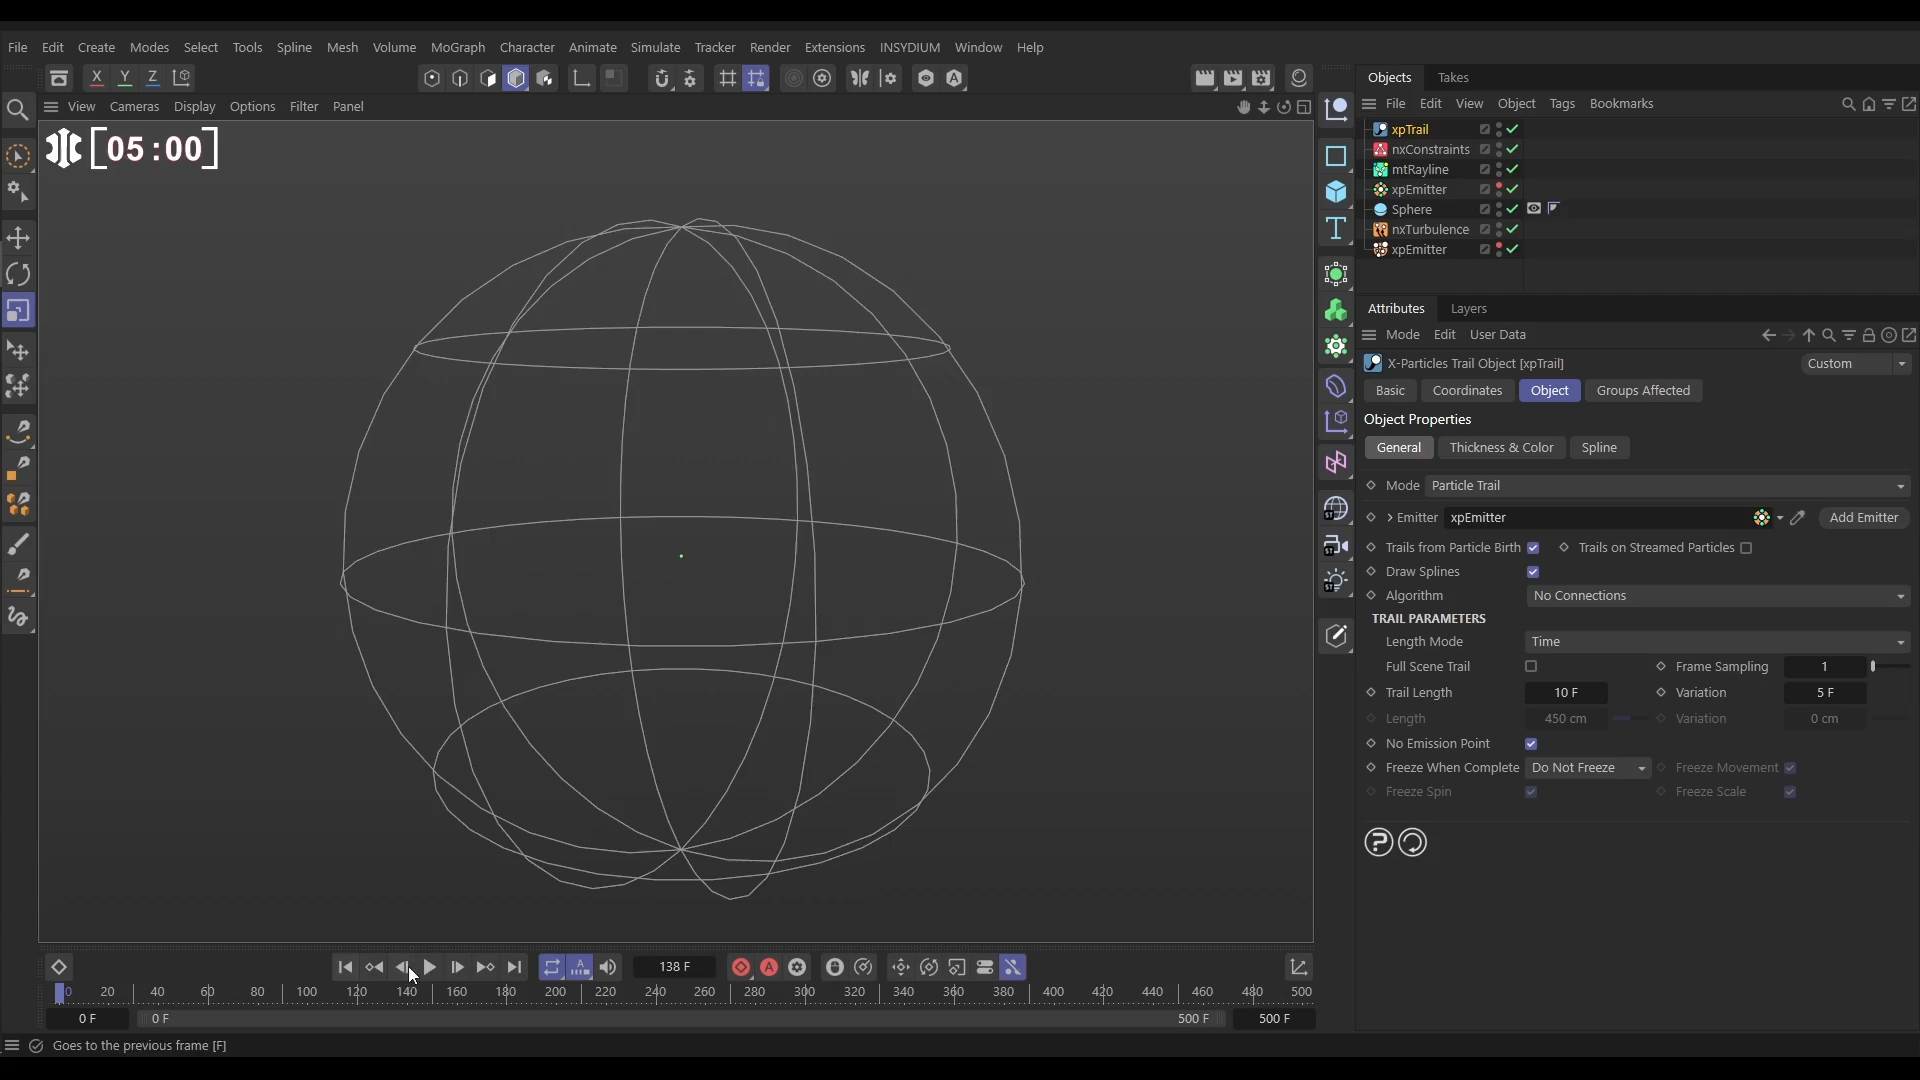 File Edit Create Modes Select Tools Spline Mesh Volume MoGraph Character Animate Simulate Tracker Render Extensions INSYDIUM Window Help
X Y Z
View Cameras Display Options Filter Panel
[05:00]
Objects Takes
File Edit View Object Tags Bookmarks
xpTrail
nxConstraints
mtRayline
xpEmitter
Sphere
nxTurbulence
xpEmitter
Attributes Layers
Mode Edit User Data
X-Particles Trail Object [xpTrail] Custom
Basic Coordinates Object Groups Affected
Object Properties
General Thickness & Color Spline
Mode Particle Trail
Emitter xpEmitter Add Emitter
Trails from Particle Birth Trails on Streamed Particles
Draw Splines
Algorithm No Connections
TRAIL PARAMETERS
Length Mode Time
Full Scene Trail Frame Sampling 1
Trail Length 10 F Variation 5 F
Length 450 cm Variation 0 cm
No Emission Point
Freeze When Complete Do Not Freeze Freeze Movement
Freeze Spin Freeze Scale
138 F
0 20 40 60 80 100 120 140 160 180 200 220 240 260 280 300 320 340 360 380 400 420 440 460 480 500
0 F 0 F 500 F 500 F
Goes to the previous frame [F]